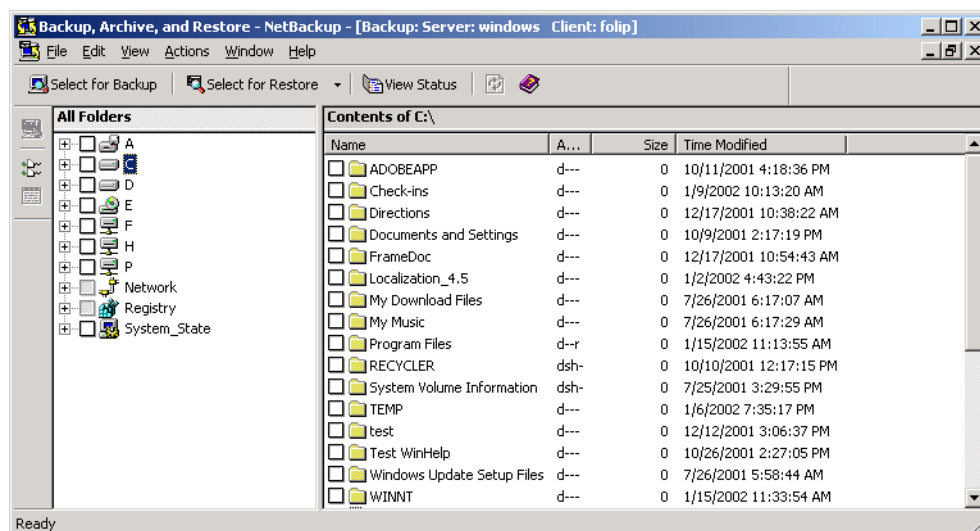 Backup, Archive, and Restore - NetBackup - [Backup: Server: windows Client: folip]
File Edit View Actions Window Help
Select for Backup Select for Restore View Status
All Folders
A
C
D
E
F
H
P
Network
Registry
System_State
Contents of C:\
Name A... Size Time Modified
ADOBEAPP d--- 0 10/11/2001 4:18:36 PM
Check-ins d--- 0 1/9/2002 10:13:20 AM
Directions d--- 0 12/17/2001 10:38:22 AM
Documents and Settings d--- 0 10/9/2001 2:17:19 PM
FrameDoc d--- 0 12/17/2001 10:54:43 AM
Localization_4.5 d--- 0 1/2/2002 4:43:22 PM
My Download Files d--- 0 7/26/2001 6:17:07 AM
My Music d--- 0 7/26/2001 6:17:29 AM
Program Files d--r 0 1/15/2002 11:13:55 AM
RECYCLER dsh- 0 10/10/2001 12:17:15 PM
System Volume Information dsh- 0 7/25/2001 3:29:55 PM
TEMP d--- 0 1/6/2002 7:35:17 PM
test d--- 0 12/12/2001 3:06:37 PM
Test WinHelp d--- 0 10/26/2001 2:27:05 PM
Windows Update Setup Files d--- 0 7/26/2001 5:58:44 AM
WINNT d--- 0 1/15/2002 11:33:54 AM
Ready